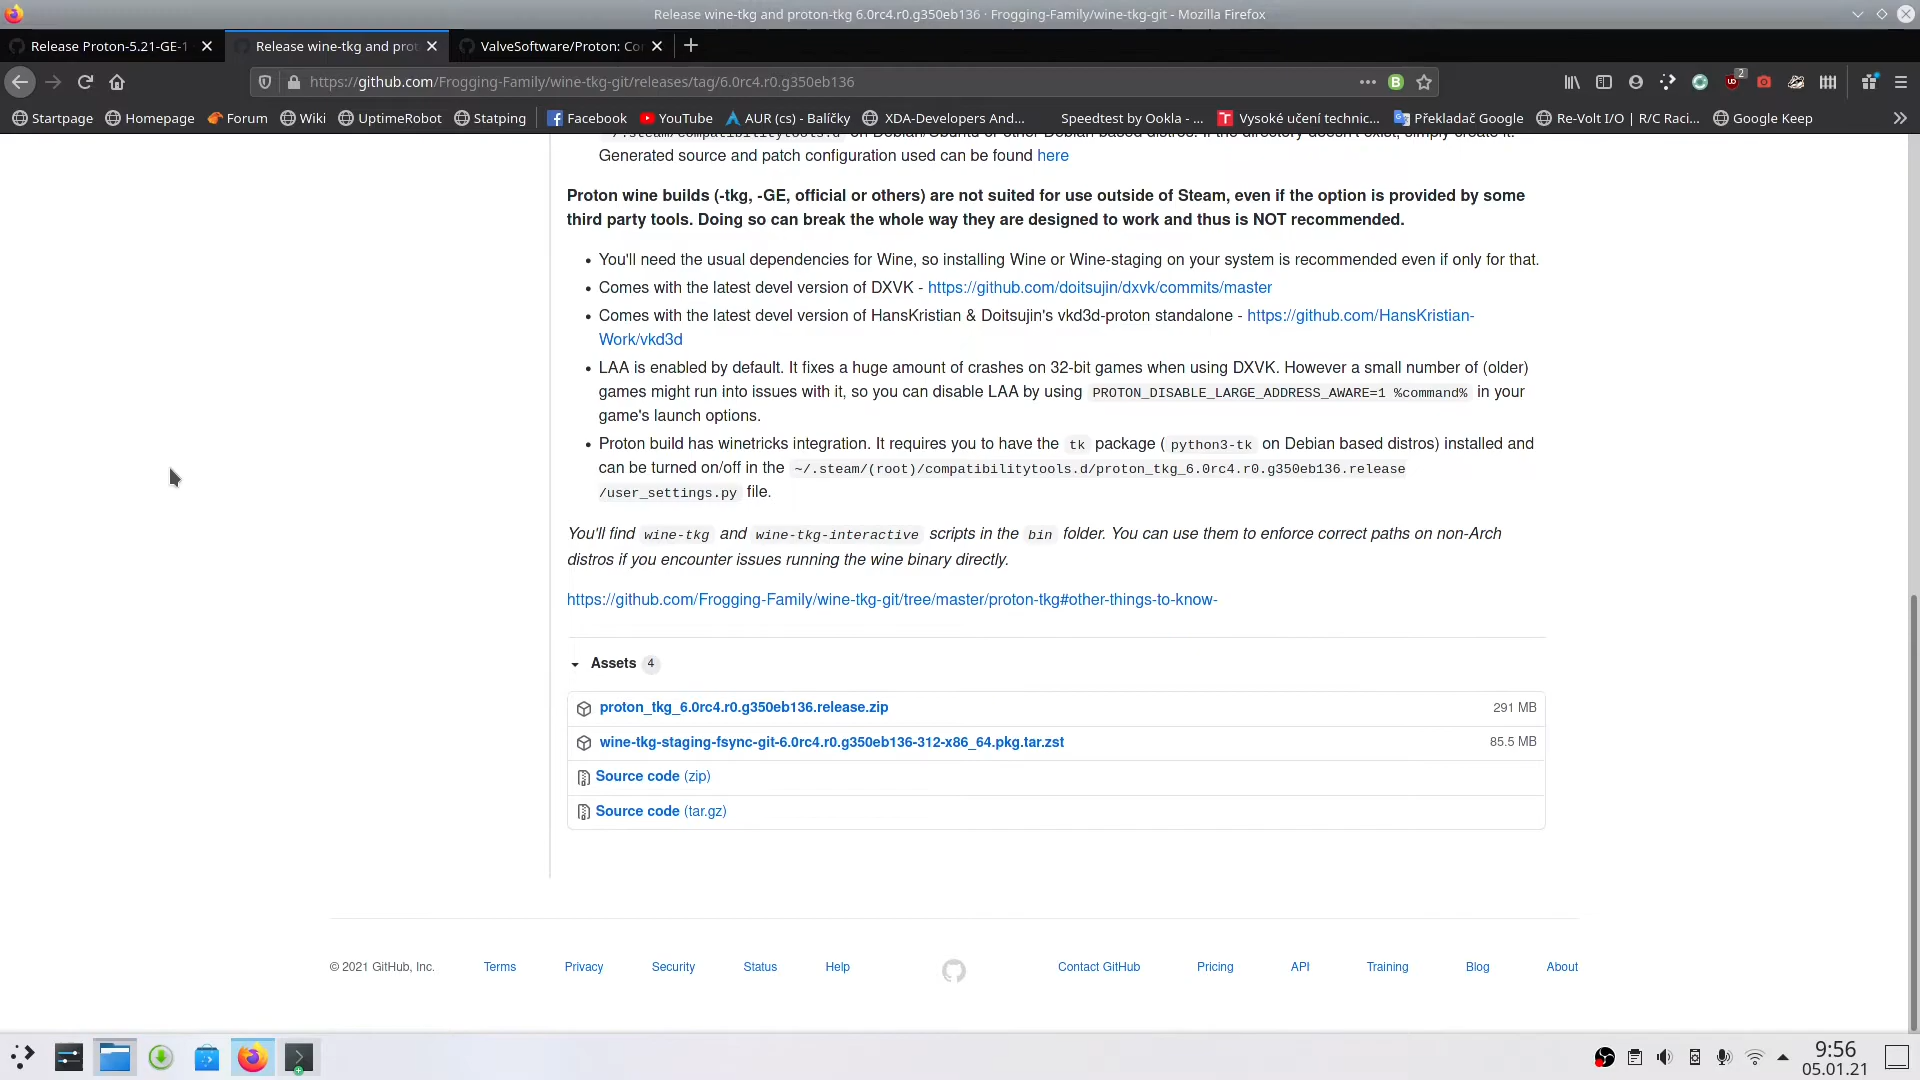 Release wine-tkg and proton-tkg 6.0rc4.r0.g350eb136 · Frogging-Family/wine-tkg-git - Mozilla Firefox
Release Proton-5.21-GE-1
Release wine-tkg and prot
ValveSoftware/Proton: Co
https://github.com/Frogging-Family/wine-tkg-git/releases/tag/6.0rc4.r0.g350eb136
2
Startpage Homepage Forum Wiki UptimeRobot Statping Facebook YouTube AUR (cs) - Balíčky XDA-Developers And... Speedtest by Ookla - ... Vysoké učení technic... Překladač Google Re-Volt I/O | R/C Raci... Google Keep
Generated source and patch configuration used can be found here
Proton wine builds (-tkg, -GE, official or others) are not suited for use outside of Steam, even if the option is provided by some
third party tools. Doing so can break the whole way they are designed to work and thus is NOT recommended.
• You'll need the usual dependencies for Wine, so installing Wine or Wine-staging on your system is recommended even if only for that.
• Comes with the latest devel version of DXVK - https://github.com/doitsujin/dxvk/commits/master
• Comes with the latest devel version of HansKristian & Doitsujin's vkd3d-proton standalone - https://github.com/HansKristian-
Work/vkd3d
• LAA is enabled by default. It fixes a huge amount of crashes on 32-bit games when using DXVK. However a small number of (older)
games might run into issues with it, so you can disable LAA by using PROTON_DISABLE_LARGE_ADDRESS_AWARE=1 %command% in your
game's launch options.
• Proton build has winetricks integration. It requires you to have the tk package ( python3-tk on Debian based distros) installed and
can be turned on/off in the ~/.steam/(root)/compatibilitytools.d/proton_tkg_6.0rc4.r0.g350eb136.release
/user_settings.py file.
You'll find wine-tkg and wine-tkg-interactive scripts in the bin folder. You can use them to enforce correct paths on non-Arch
distros if you encounter issues running the wine binary directly.
https://github.com/Frogging-Family/wine-tkg-git/tree/master/proton-tkg#other-things-to-know-
Assets 4
proton_tkg_6.0rc4.r0.g350eb136.release.zip 291 MB
wine-tkg-staging-fsync-git-6.0rc4.r0.g350eb136-312-x86_64.pkg.tar.zst 85.5 MB
Source code (zip)
Source code (tar.gz)
© 2021 GitHub, Inc. Terms Privacy Security Status Help Contact GitHub Pricing API Training Blog About
9:56
05.01.21